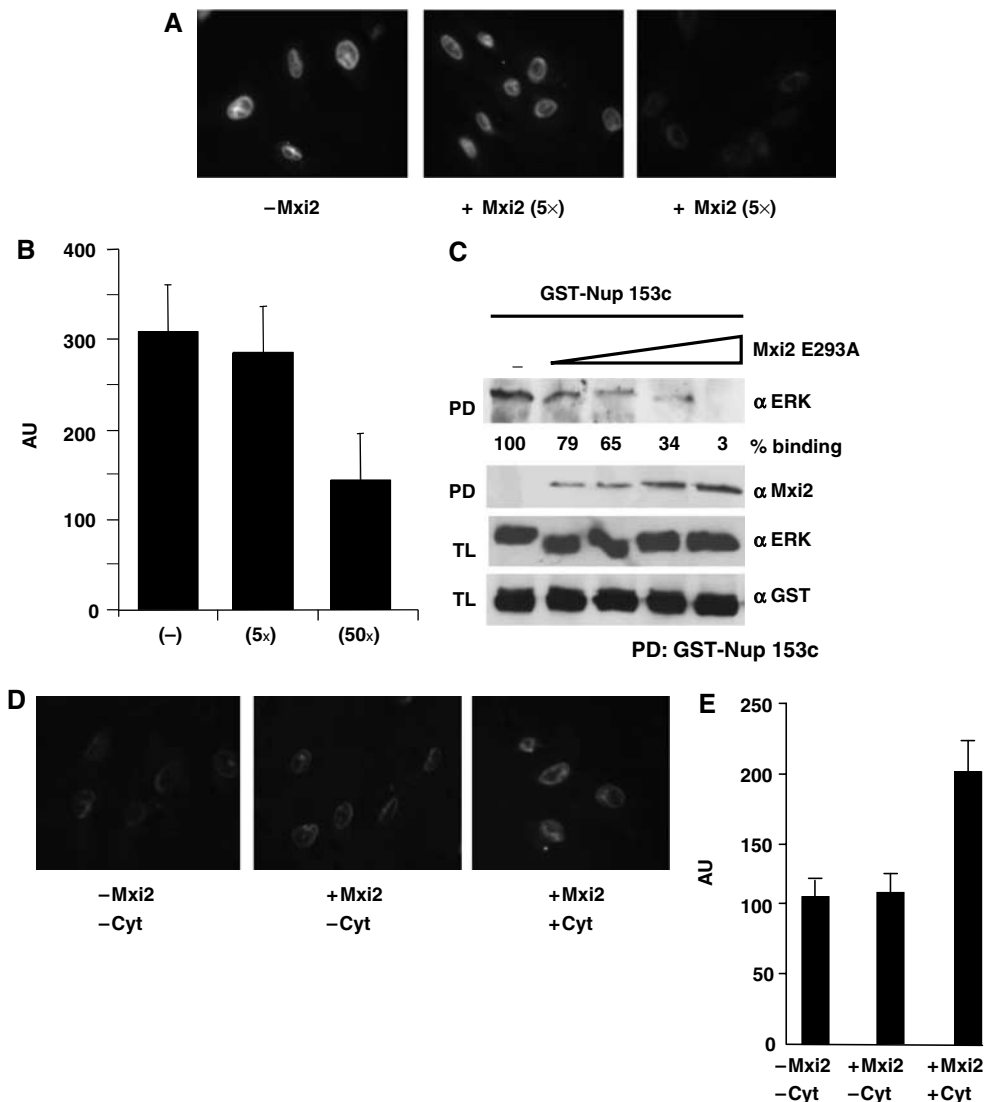 A
–Mxi2
+ Mxi2 (5×)
+ Mxi2 (5×)
B
400
300
200
100
0
AU
(–)
(5x)
(50x)
C
GST-Nup 153c
–
Mxi2 E293A
PD
α ERK
100 79 65 34 3 % binding
PD
α Mxi2
TL
α ERK
TL
α GST
PD: GST-Nup 153c
D
–Mxi2
–Cyt
+Mxi2
–Cyt
+Mxi2
+Cyt
E
250
200
150
100
50
0
AU
–Mxi2 +Mxi2 +Mxi2
–Cyt –Cyt +Cyt